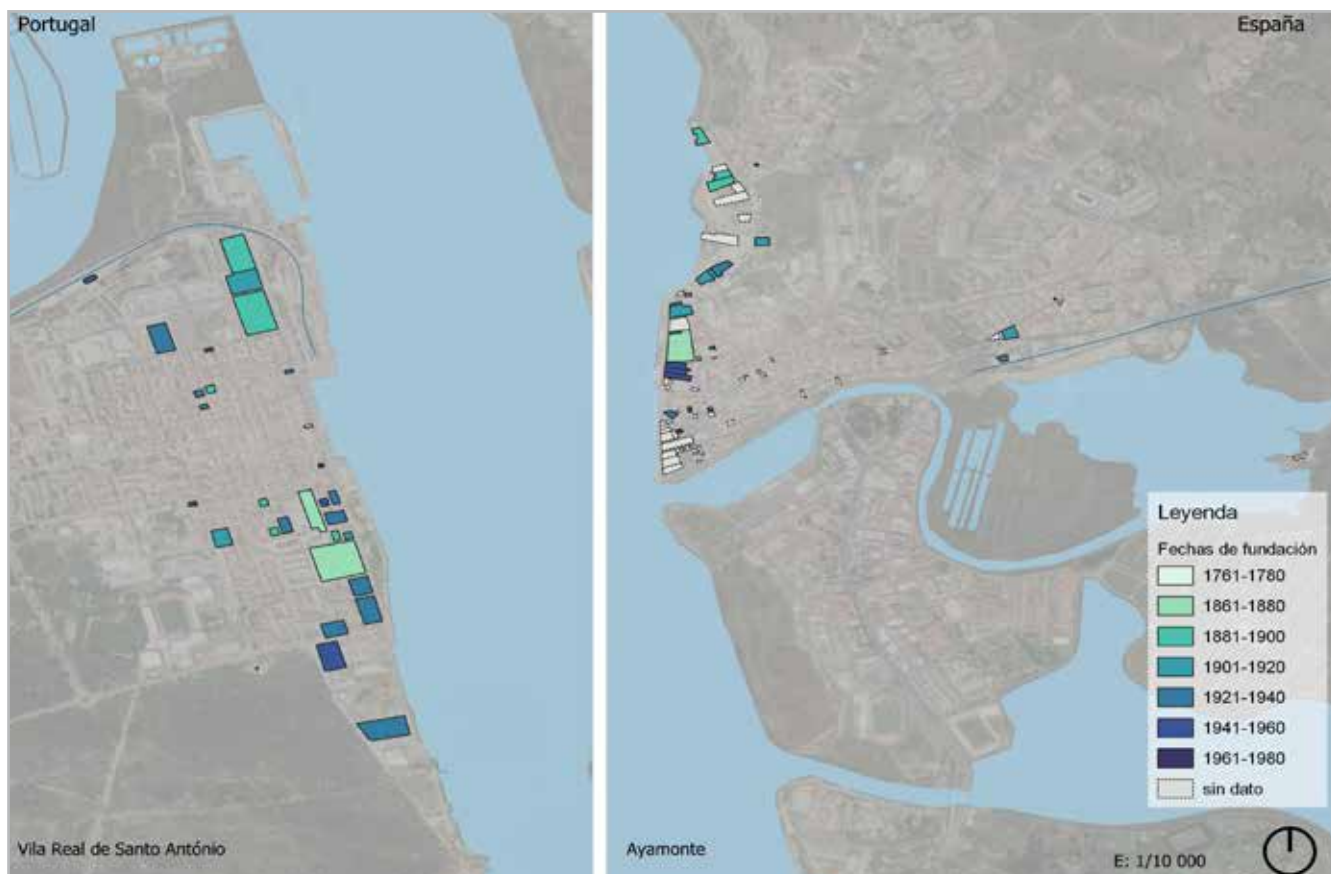 Portugal
España
Leyenda
Fechas de fundación
1761-1780
1861-1880
1881-1900
1901-1920
1921-1940
1941-1960
1961-1980
sin dato
Vila Real de Santo António
Ayamonte
E: 1/10 000